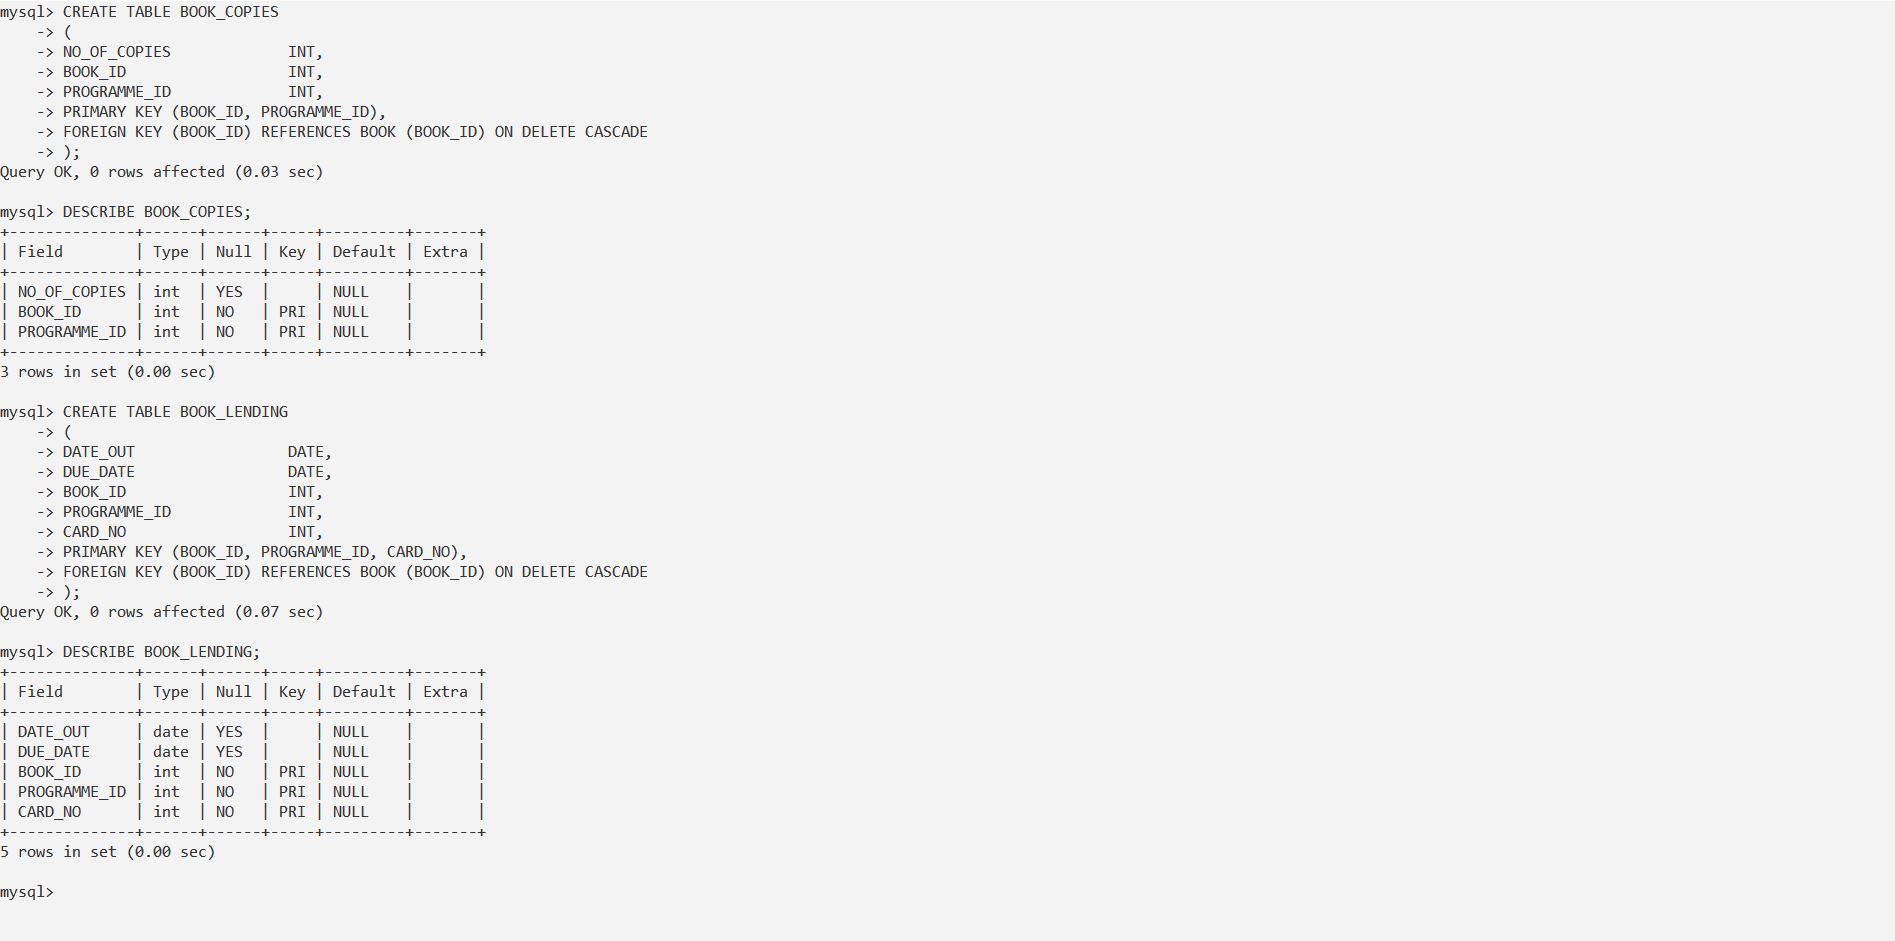 mysql> CREATE TABLE BOOK_COPIES
    -> (
    -> NO_OF_COPIES             INT,
    -> BOOK_ID                  INT,
    -> PROGRAMME_ID             INT,
    -> PRIMARY KEY (BOOK_ID, PROGRAMME_ID),
    -> FOREIGN KEY (BOOK_ID) REFERENCES BOOK (BOOK_ID) ON DELETE CASCADE
    -> );
Query OK, 0 rows affected (0.03 sec)

mysql> DESCRIBE BOOK_COPIES;
+--------------+------+------+-----+---------+-------+
| Field        | Type | Null | Key | Default | Extra |
+--------------+------+------+-----+---------+-------+
| NO_OF_COPIES | int  | YES  |     | NULL    |       |
| BOOK_ID      | int  | NO   | PRI | NULL    |       |
| PROGRAMME_ID | int  | NO   | PRI | NULL    |       |
+--------------+------+------+-----+---------+-------+
3 rows in set (0.00 sec)

mysql> CREATE TABLE BOOK_LENDING
    -> (
    -> DATE_OUT                 DATE,
    -> DUE_DATE                 DATE,
    -> BOOK_ID                  INT,
    -> PROGRAMME_ID             INT,
    -> CARD_NO                  INT,
    -> PRIMARY KEY (BOOK_ID, PROGRAMME_ID, CARD_NO),
    -> FOREIGN KEY (BOOK_ID) REFERENCES BOOK (BOOK_ID) ON DELETE CASCADE
    -> );
Query OK, 0 rows affected (0.07 sec)

mysql> DESCRIBE BOOK_LENDING;
+--------------+------+------+-----+---------+-------+
| Field        | Type | Null | Key | Default | Extra |
+--------------+------+------+-----+---------+-------+
| DATE_OUT     | date | YES  |     | NULL    |       |
| DUE_DATE     | date | YES  |     | NULL    |       |
| BOOK_ID      | int  | NO   | PRI | NULL    |       |
| PROGRAMME_ID | int  | NO   | PRI | NULL    |       |
| CARD_NO      | int  | NO   | PRI | NULL    |       |
+--------------+------+------+-----+---------+-------+
5 rows in set (0.00 sec)

mysql>